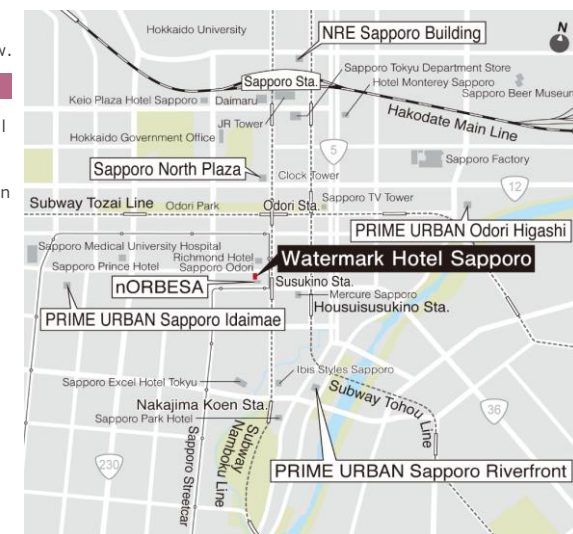 w.
l
n
N
Hokkaido University
NRE Sapporo Building
Sapporo Sta.
Sapporo Tokyu Department Store
Hotel Monterey Sapporo
Sapporo Beer Museum
Keio Plaza Hotel Sapporo
Daimaru
JR Tower
Hakodate Main Line
Hokkaido Government Office
5
Sapporo Factory
Sapporo North Plaza
Clock Tower
12
Subway Tozai Line
Odori Park
Odori Sta.
Sapporo TV Tower
PRIME URBAN Odori Higashi
Sapporo Medical University Hospital
Richmond Hotel
Sapporo Odori
Sapporo Prince Hotel
Watermark Hotel Sapporo
nORBESA
Susukino Sta.
Mercure Sapporo
Housuisusukino Sta.
PRIME URBAN Sapporo Idaimae
Ibis Styles Sapporo
Sapporo Excel Hotel Tokyu
Subway Tohou Line
Nakajima Koen Sta.
Sapporo Park Hotel
36
Subway
Namboku Line
Sapporo Streetcar
230
PRIME URBAN Sapporo Riverfront